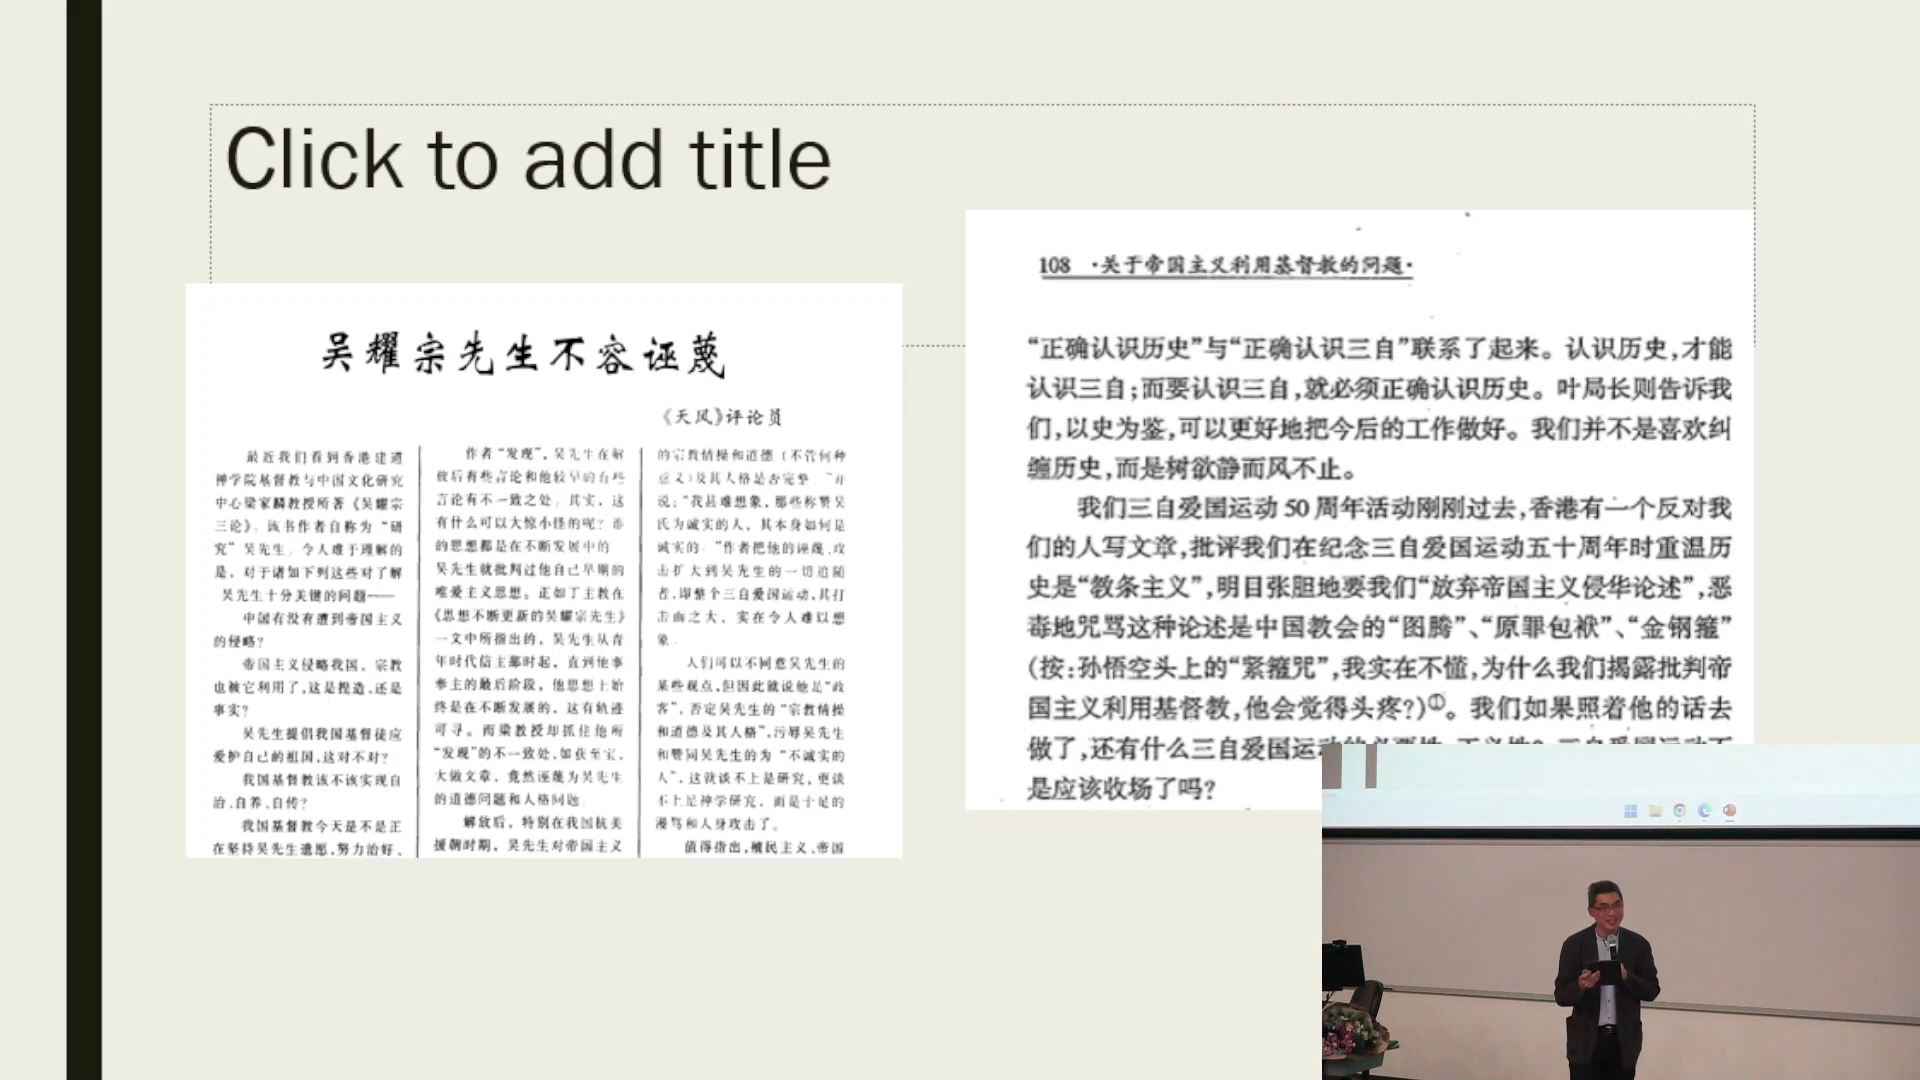 Click to add title
吴耀宗先生不容诬蔑
《天风》评论员
最近我们看到香港建道
神学院基督教与中国文化研究
中心梁家麟教授所著《吴耀宗
三论》。该书作者自称为“研
究”吴先生，令人难于理解的
是，对于诸如下列这些对了解
吴先生十分关键的问题——
中国有没有遭到帝国主义
的侵略？
帝国主义侵略我国，宗教
也被它利用了，这是捏造、还是
事实？
吴先生提倡我国基督徒应
爱护自己的祖国，这对不对？
我国基督教该不该实现自
治、自养、自传？
我国基督教今天是不是正
在坚持吴先生遗愿，努力治好、
作者“发现”，吴先生在解
放后有些言论和他较早的有些
言论有不一致之处，其实，这
有什么可以大惊小怪的呢？谁
的思想都是在不断发展中的
吴先生就批判过他自己早期的
唯爱主义思想。正如丁主教在
《思想不断更新的吴耀宗先生》
一文中所指出的，吴先生从青
年时代信主那时起，直到他事
奉主的最后阶段，他思想上始
终是在不断发展的，这有轨迹
可寻。而梁教授却抓住他所
“发现”的不一致处，如获至宝，
大做文章，竟然诬蔑为吴先生
的道德问题和人格问题。
解放后，特别在我国抗美
援朝时期，吴先生对帝国主义
的宗教情操和道德（不管何种
意义）及其人格是否完整。”并
说：“我甚难想象，那些称赞吴
氏为诚实的人，其本身如何是
诚实的。”作者把他的诬蔑、攻
击扩大到吴先生的一切追随
者，即整个三自爱国运动，其打
击面之大，实在令人难以想
象。
人们可以不同意吴先生的
某些观点，但因此就说他是“政
客”，否定吴先生的“宗教情操
和道德及其人格”，污辱吴先生
和赞同吴先生的为“不诚实的
人”，这就谈不上是研究，更谈
不上是神学研究，而是十足的
漫骂和人身攻击了。
值得指出，殖民主义、帝国
108 ·关于帝国主义利用基督教的问题·
“正确认识历史”与“正确认识三自”联系了起来。认识历史，才能
认识三自；而要认识三自，就必须正确认识历史。叶局长则告诉我
们，以史为鉴，可以更好地把今后的工作做好。我们并不是喜欢纠
缠历史，而是树欲静而风不止。
我们三自爱国运动50周年活动刚刚过去，香港有一个反对我
们的人写文章，批评我们在纪念三自爱国运动五十周年时重温历
史是“教条主义”，明目张胆地要我们“放弃帝国主义侵华论述”，恶
毒地咒骂这种论述是中国教会的“图腾”、“原罪包袱”、“金钢箍”
（按：孙悟空头上的“紧箍咒”，我实在不懂，为什么我们揭露批判帝
国主义利用基督教，他会觉得头疼？）①。我们如果照着他的话去
做了，还有什么三自爱国运
是应该收场了吗？